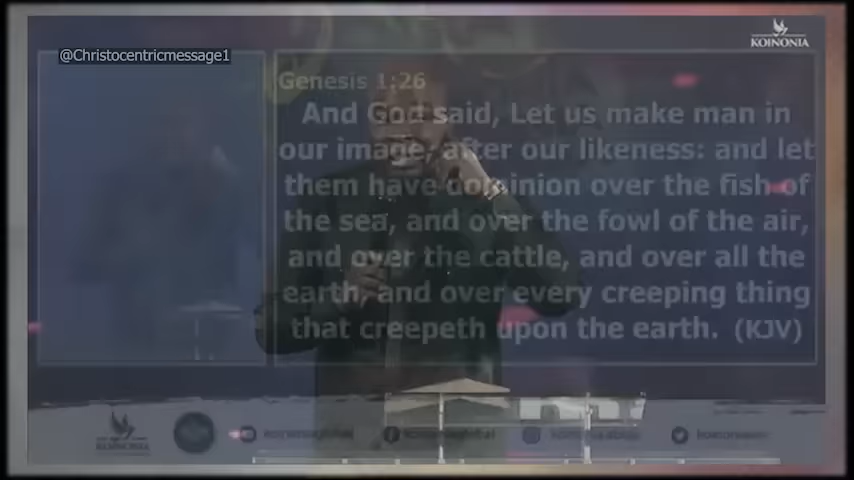 @Christocentricmessage1
KOINONIA
Genesis 1:26
And God said, Let us make man in
our image, after our likeness: and let
them have dominion over the fish of
the sea, and over the fowl of the air,
and over the cattle, and over all the
earth, and over every creeping thing
that creepeth upon the earth. (KJV)
KOINONIA